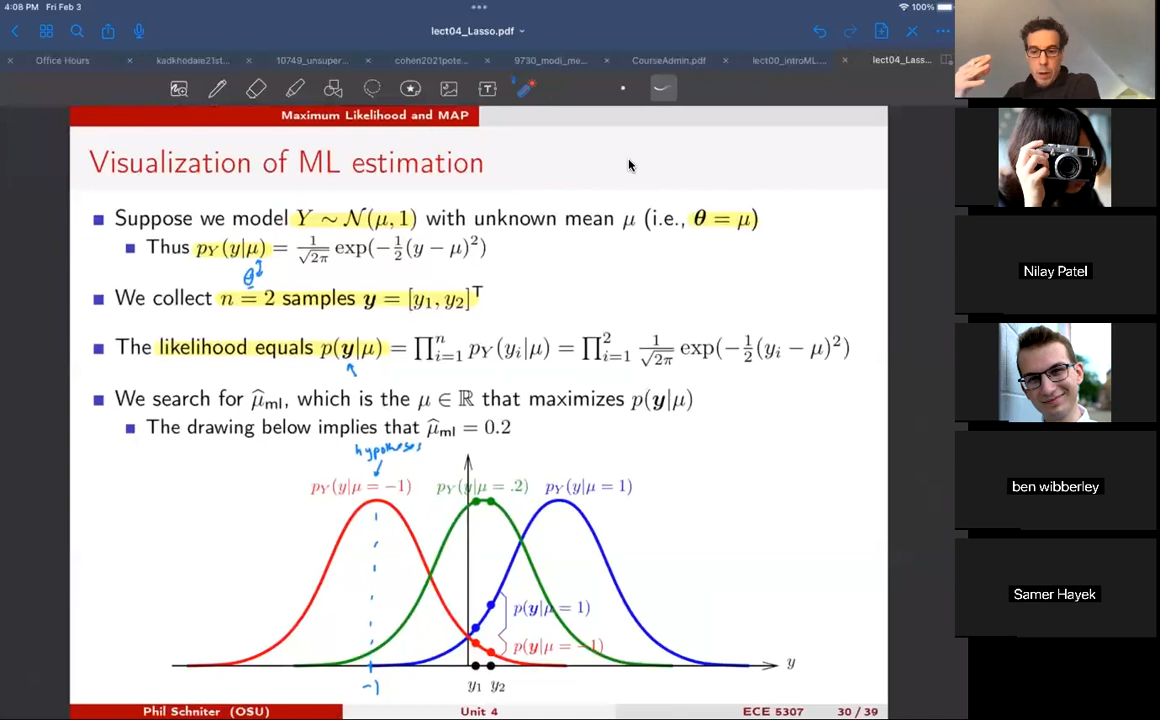 4:08 PM Fri Feb 3
100%
lect04_Lasso.pdf
Office Hours
kadkhodaie21st...
10749_unsuper...
cohen2021pote...
9730_modi_me...
CourseAdmin.pdf
lect00_introML....
lect04_Lass...
Maximum Likelihood and MAP
Visualization of ML estimation
Suppose we model Y ∼ 𝒩(μ, 1) with unknown mean μ (i.e., θ = μ)
Thus p_Y(y|μ) = 1/√2π exp(−½(y − μ)²)
θ
We collect n = 2 samples y = [y₁, y₂]ᵀ
The likelihood equals p(y|μ) = ∏ⁿᵢ₌₁ p_Y(yᵢ|μ) = ∏²ᵢ₌₁ 1/√2π exp(−½(yᵢ − μ)²)
We search for μ̂_ml, which is the μ ∈ ℝ that maximizes p(y|μ)
The drawing below implies that μ̂_ml = 0.2
hypotheses
p_Y(y|μ = −1) p_Y(y|μ = .2) p_Y(y|μ = 1)
p(y|μ = 1)
p(y|μ = −1)
y
−1
y₁ y₂
Phil Schniter (OSU) Unit 4 ECE 5307 30 / 39
Nilay Patel
ben wibberley
Samer Hayek